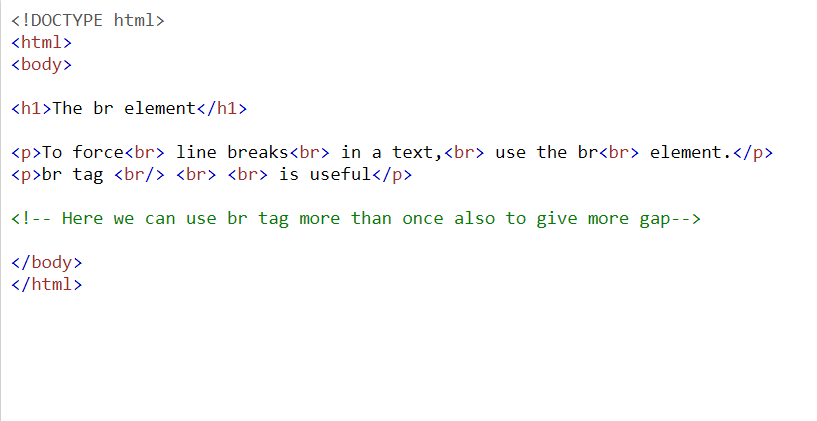 <!DOCTYPE html>
<html>
<body>
<h1>The br element</h1>
<p>To force<br> line breaks<br> in a text,<br> use the br<br> element.</p>
<p>br tag <br/> <br> <br> is useful</p>
<!-- Here we can use br tag more than once also to give more gap-->
</body>
</html>